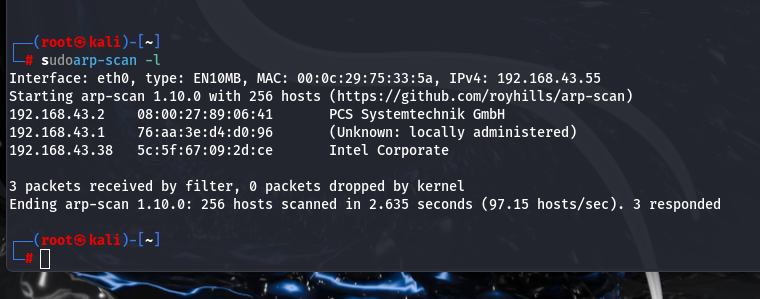 ┌──(root㉿kali)-[~]
└─# sudoarp-scan -l
Interface: eth0, type: EN10MB, MAC: 00:0c:29:75:33:5a, IPv4: 192.168.43.55
Starting arp-scan 1.10.0 with 256 hosts (https://github.com/royhills/arp-scan)
192.168.43.2    08:00:27:89:06:41       PCS Systemtechnik GmbH
192.168.43.1    76:aa:3e:d4:d0:96       (Unknown: locally administered)
192.168.43.38   5c:5f:67:09:2d:ce       Intel Corporate
3 packets received by filter, 0 packets dropped by kernel
Ending arp-scan 1.10.0: 256 hosts scanned in 2.635 seconds (97.15 hosts/sec). 3 responded
┌──(root㉿kali)-[~]
└─#